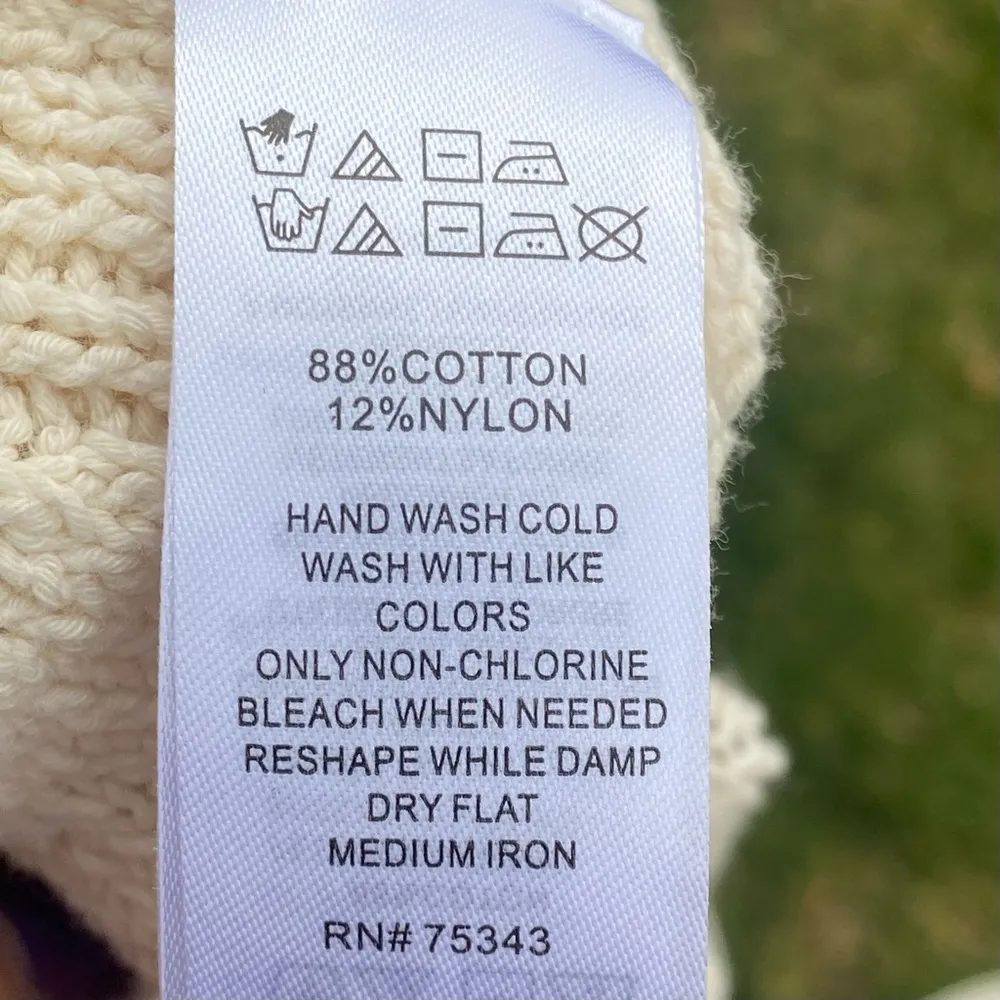 88%COTTON
12%NYLON
HAND WASH COLD
WASH WITH LIKE
COLORS
ONLY NON-CHLORINE
BLEACH WHEN NEEDED
RESHAPE WHILE DAMP
DRY FLAT
MEDIUM IRON
RN# 75343